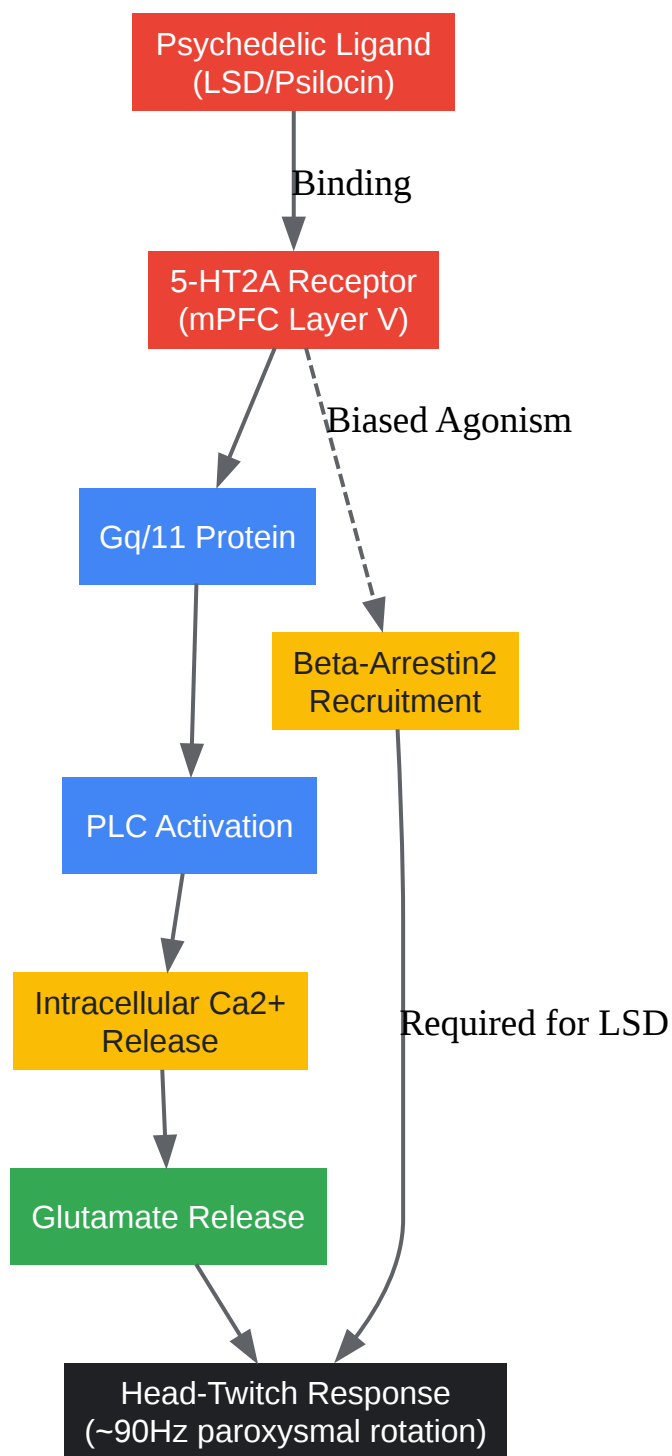 Psychedelic Ligand
(LSD/Psilocin)
Binding
5-HT2A Receptor
(mPFC Layer V)
Biased Agonism
Gq/11 Protein
Beta-Arrestin2
Recruitment
PLC Activation
Intracellular Ca2+
Release
Required for LSD
Glutamate Release
Head-Twitch Response
(~90Hz paroxysmal rotation)